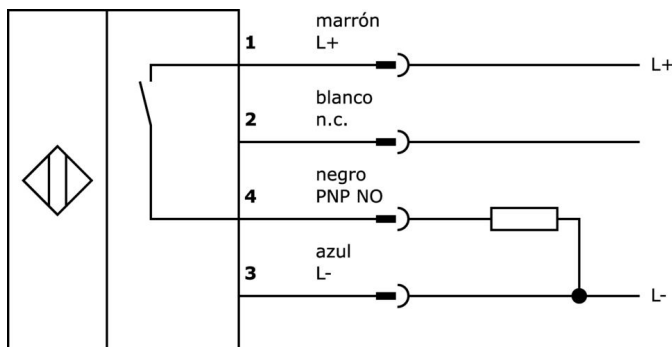 marrón
1
L+
L+
blanco
2
n.c.
negro
4
PNP NO
azul
3
L-
L-